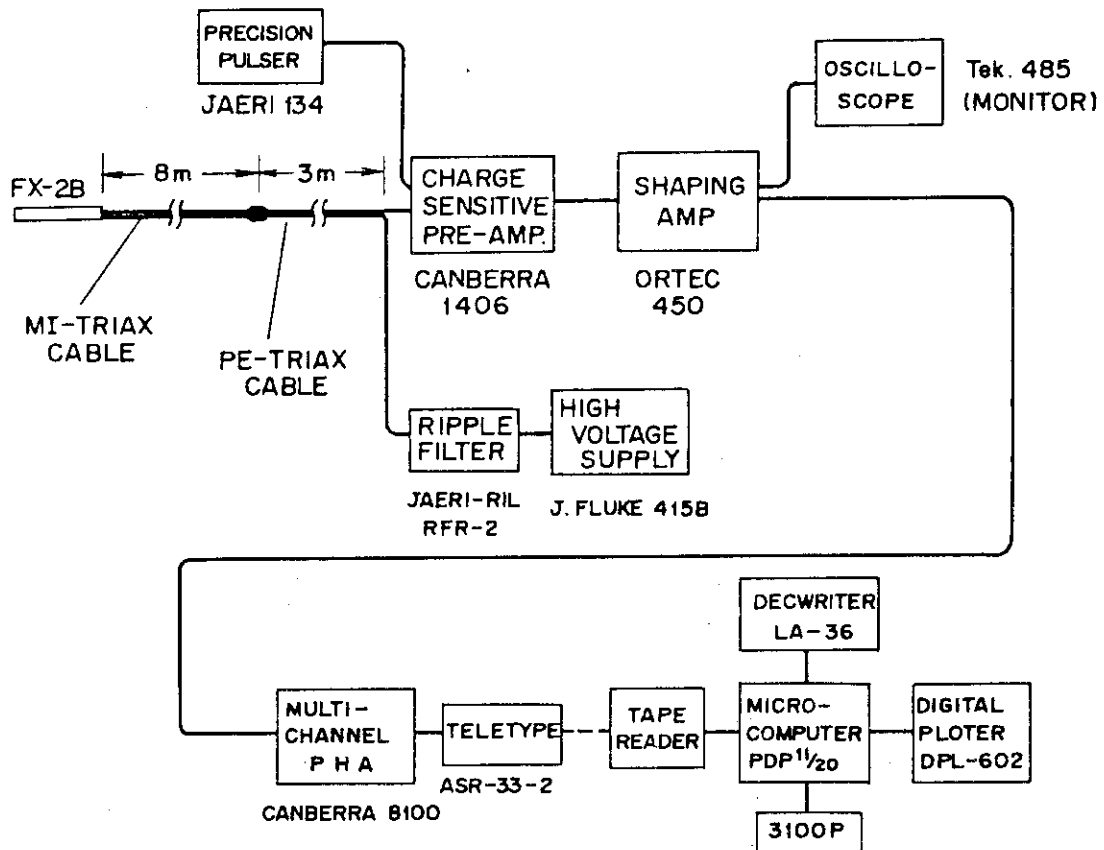 PRECISION
PULSER
JAERI 134
OSCILLO-
SCOPE
Tek. 485
(MONITOR)
8m
3m
FX-2B
CHARGE
SENSITIVE
PRE-AMP.
CANBERRA
1406
SHAPING
AMP
ORTEC
450
MI-TRIAX
CABLE
PE-TRIAX
CABLE
RIPPLE
FILTER
JAERI-RIL
RFR-2
HIGH
VOLTAGE
SUPPLY
J. FLUKE 415B
DECWRITER
LA-36
MULTI-
CHANNEL
PHA
CANBERRA 8100
TELETYPE
ASR-33-2
TAPE
READER
MICRO-
COMPUTER
PDP 11/20
DIGITAL
PLOTER
DPL-602
3100P